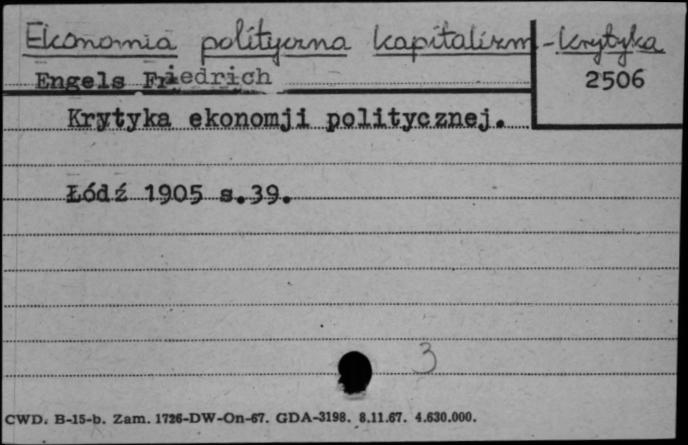 Ekonomia polityczna kapitalizm - krytyka
Engels Friedrich
2506
Krytyka ekonomji politycznej.
Łódź 1905 s.39.
3
CWD. B-15-b. Zam. 1726-DW-On-67. GDA-3198. 8.11.67. 4.630.000.